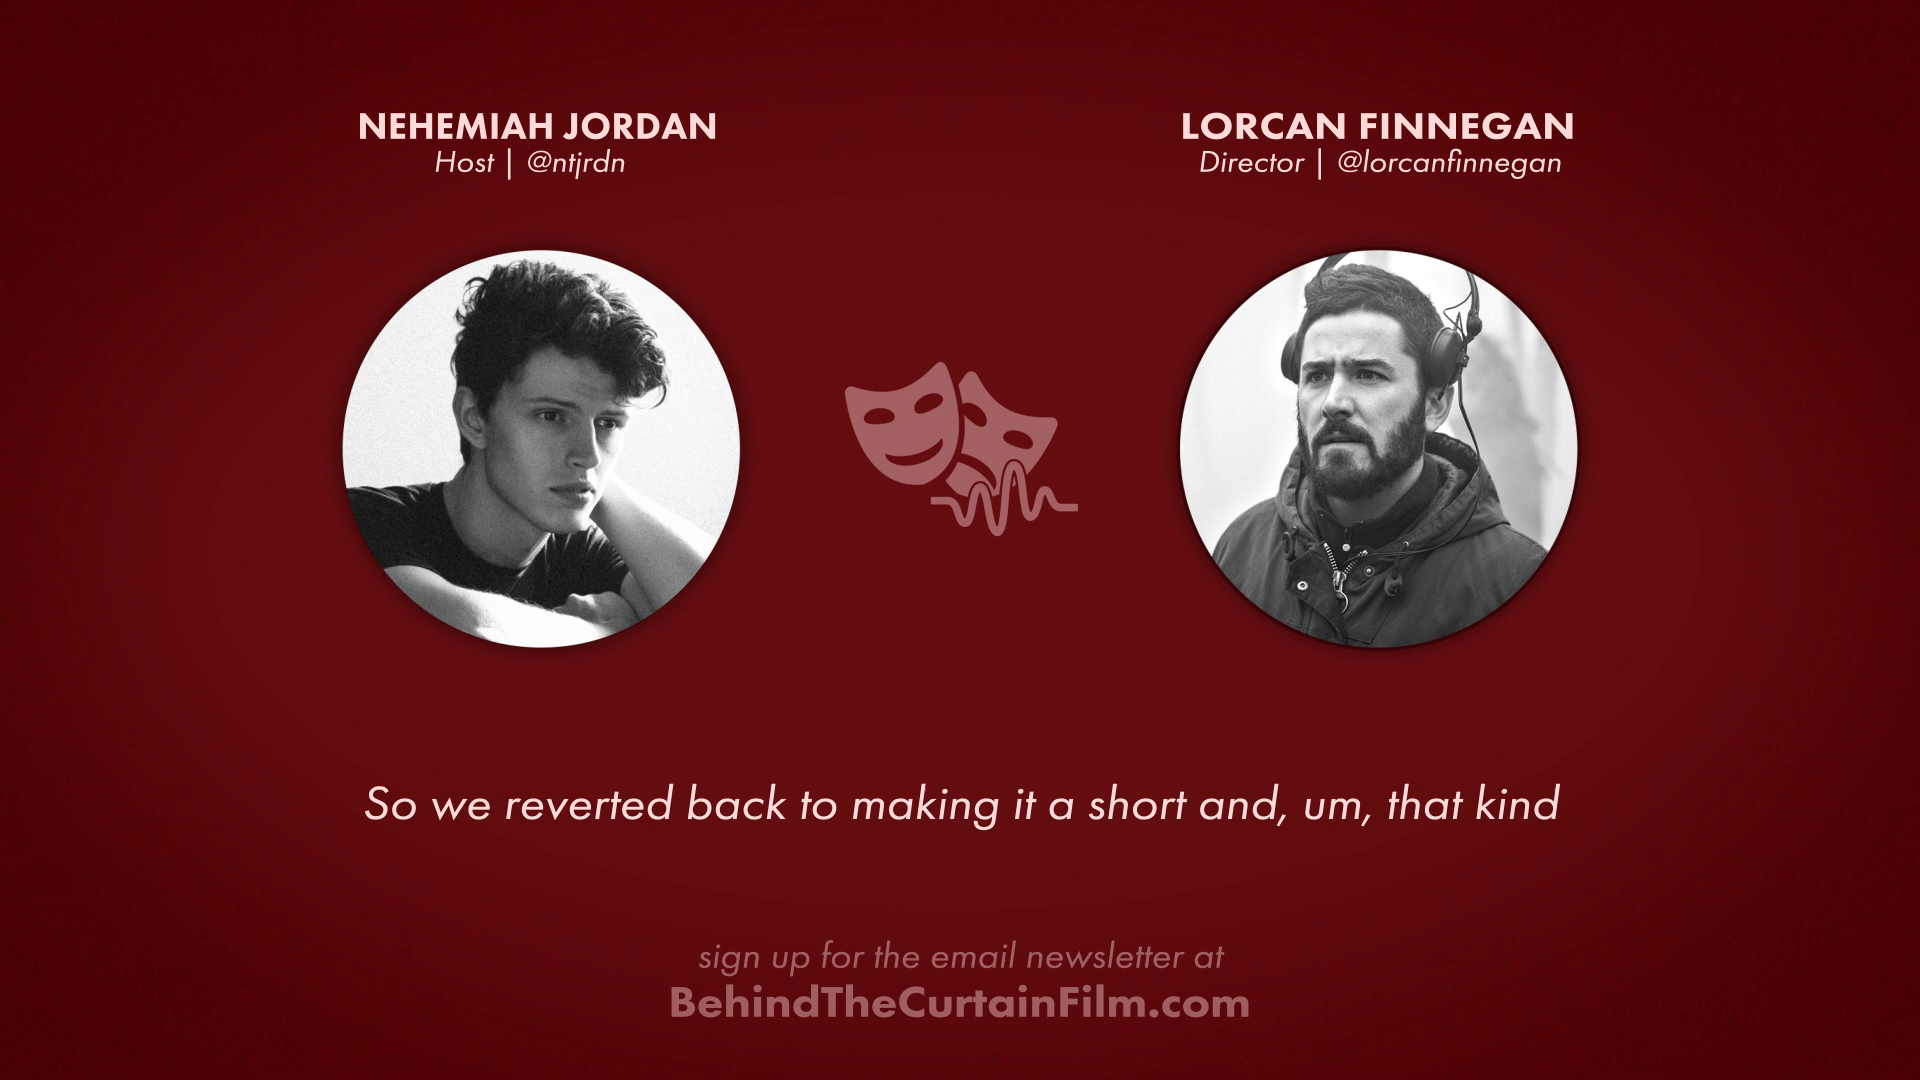 NEHEMIAH JORDAN
Host | @ntjrdn
LORCAN FINNEGAN
Director | @lorcanfinnegan
So we reverted back to making it a short and, um, that kind
sign up for the email newsletter at
BehindTheCurtainFilm.com